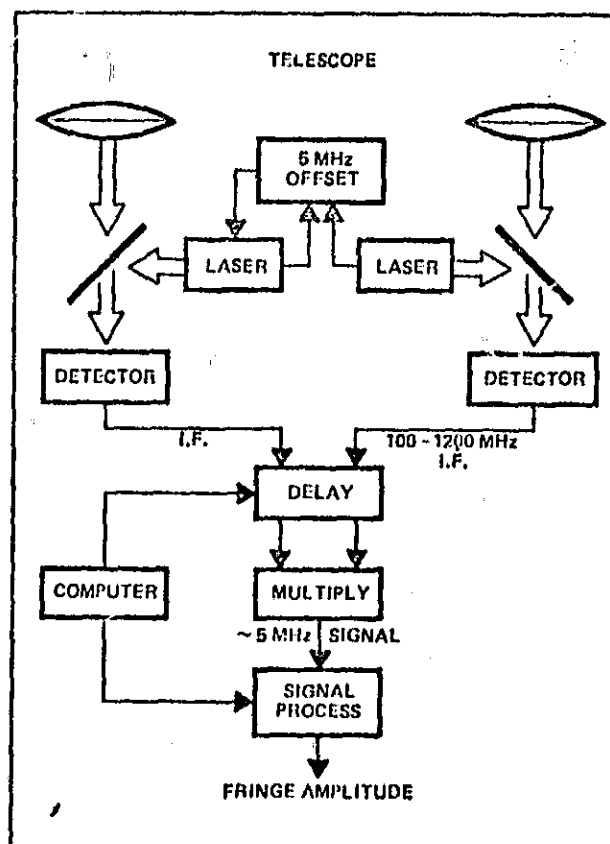 TELESCOPE
5 MHz
OFFSET
LASER
LASER
DETECTOR
DETECTOR
I.F.
100 - 1200 MHz
I.F.
DELAY
COMPUTER
MULTIPLY
~ 5 MHz SIGNAL
SIGNAL
PROCESS
FRINGE AMPLITUDE